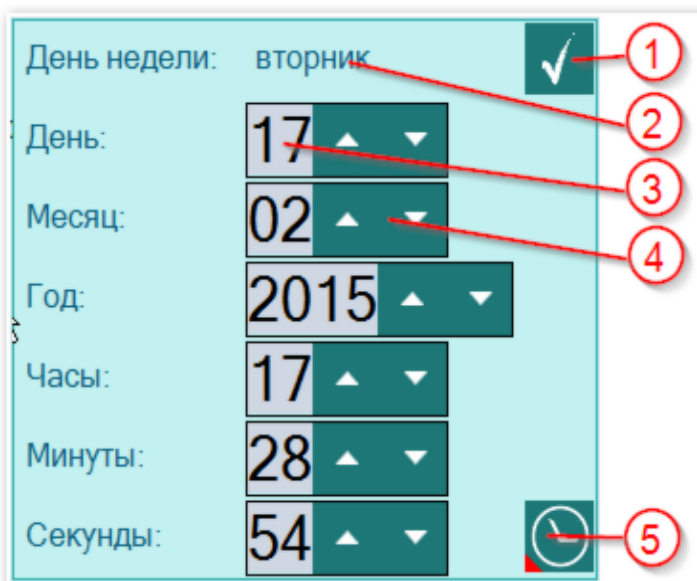 День недели: вторник 1
2
День: 17
3
Месяц: 02
4
Год: 2015
Часы: 17
Минуты: 28
Секунды: 54 5